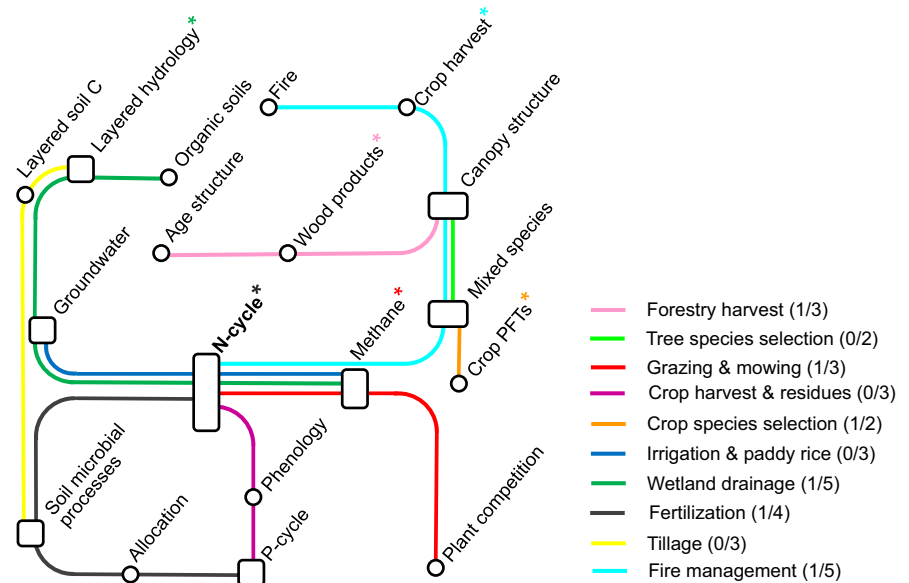 Layered soil C
Layered hydrology*
Organic soils
Fire
Crop harvest*
Canopy structure
Age structure
Wood products*
Mixed species
Groundwater
N-cycle*
Methane*
Crop PFTs*
Soil microbial
processes
Allocation
Phenology
P-cycle
Plant competition
Forestry harvest (1/3)
Tree species selection (0/2)
Grazing & mowing (1/3)
Crop harvest & residues (0/3)
Crop species selection (1/2)
Irrigation & paddy rice (0/3)
Wetland drainage (1/5)
Fertilization (1/4)
Tillage (0/3)
Fire management (1/5)